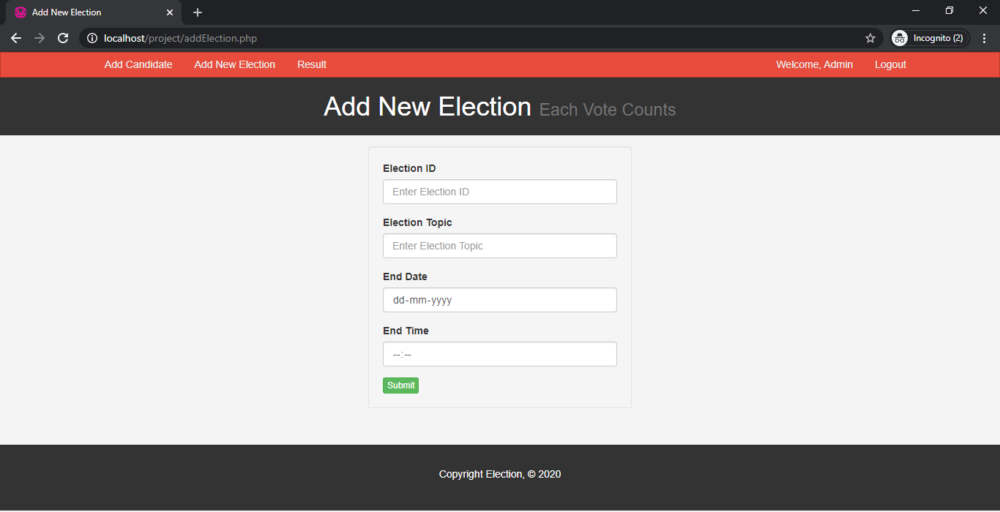 Add New Election
localhost/project/addElection.php
Incognito (2)
Add Candidate Add New Election Result Welcome, Admin Logout
Add New Election Each Vote Counts
Election ID
Enter Election ID
Election Topic
Enter Election Topic
End Date
dd-mm-yyyy
End Time
--:--
Submit
Copyright Election, © 2020